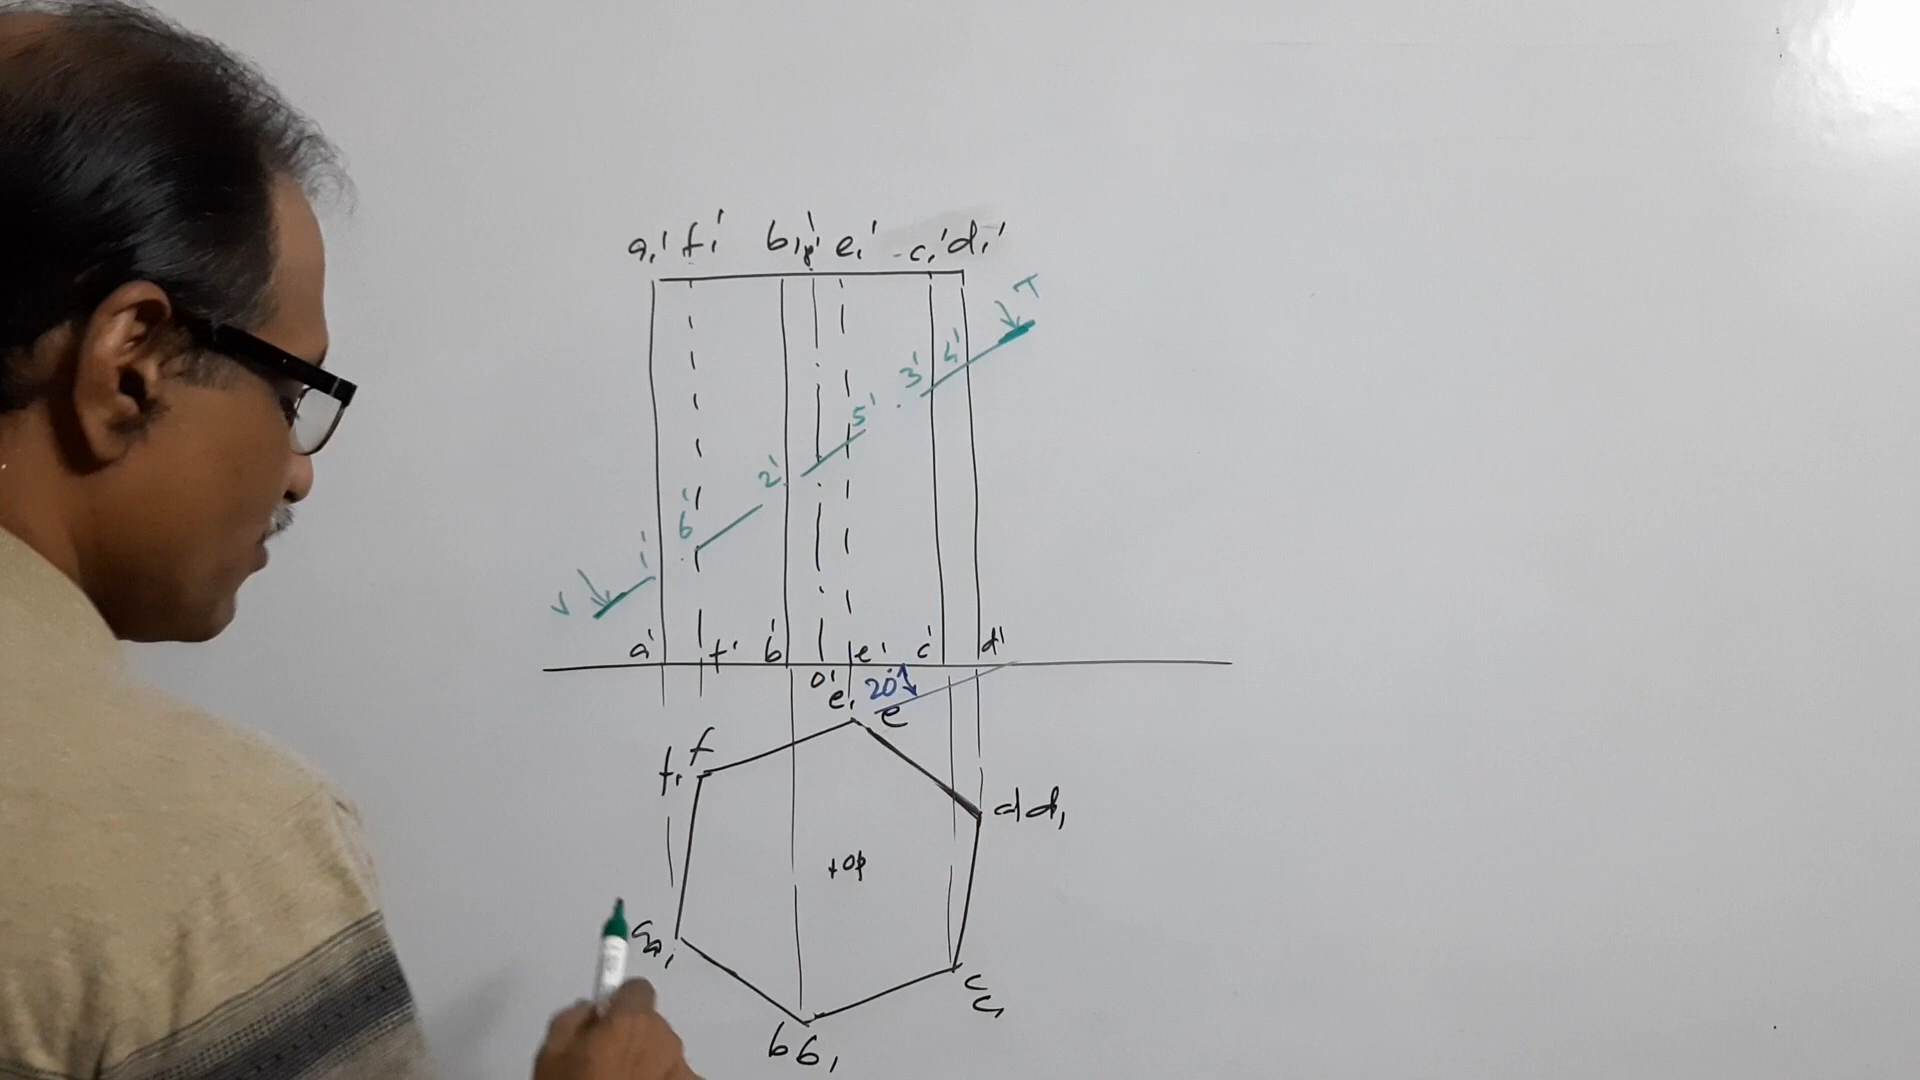 a₁' f₁' b₁' p' e₁' c₁' d₁'
T
3' 4'
5'
2'
6'
1'
V
a' f' b' e' c' d'
o' 20°
e₁ e
f₁ f
d d₁
+op
a a₁
c c₁
b b₁